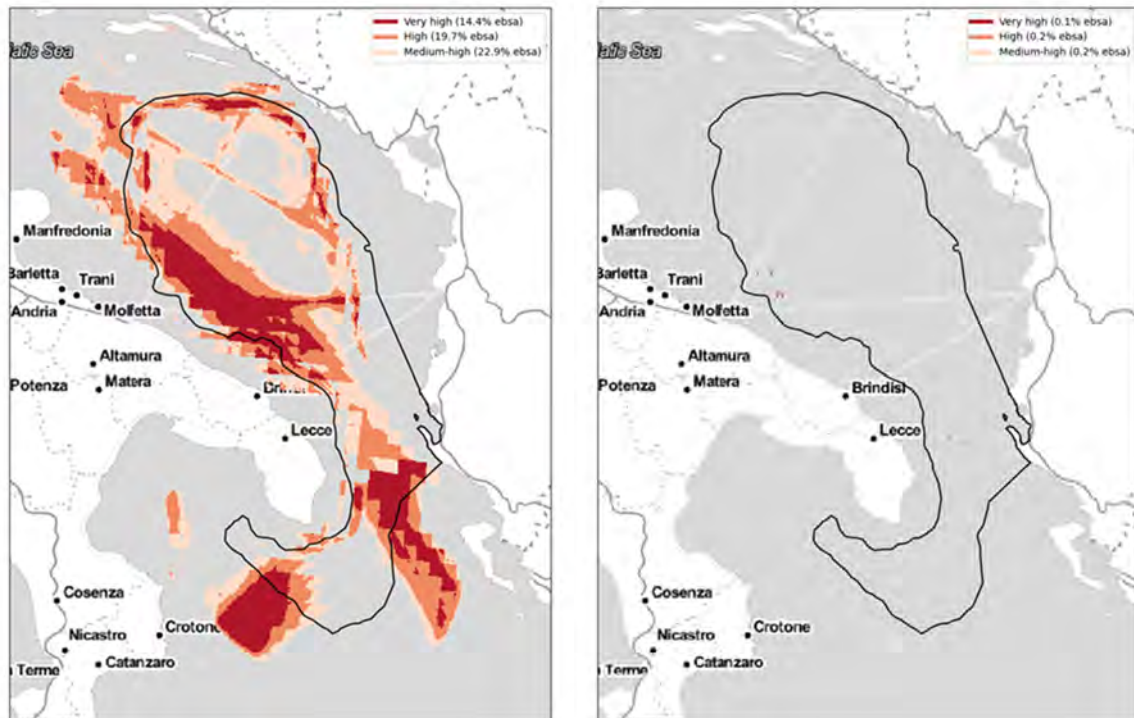 Very high (14.4% ebsa)
High (19.7% ebsa)
Medium-high (22.9% ebsa)
Sea
Manfredonia
Barletta
Trani
Andria
Molfetta
Altamura
Potenza
Matera
Lecce
Cosenza
Nicastro
Crotone
Terme
Catanzaro
Very high (0.1% ebsa)
High (0.2% ebsa)
Medium-high (0.2% ebsa)
Sea
Manfredonia
Barletta
Trani
Andria
Molfetta
Altamura
Potenza
Matera
Brindisi
Lecce
Cosenza
Nicastro
Crotone
Terme
Catanzaro